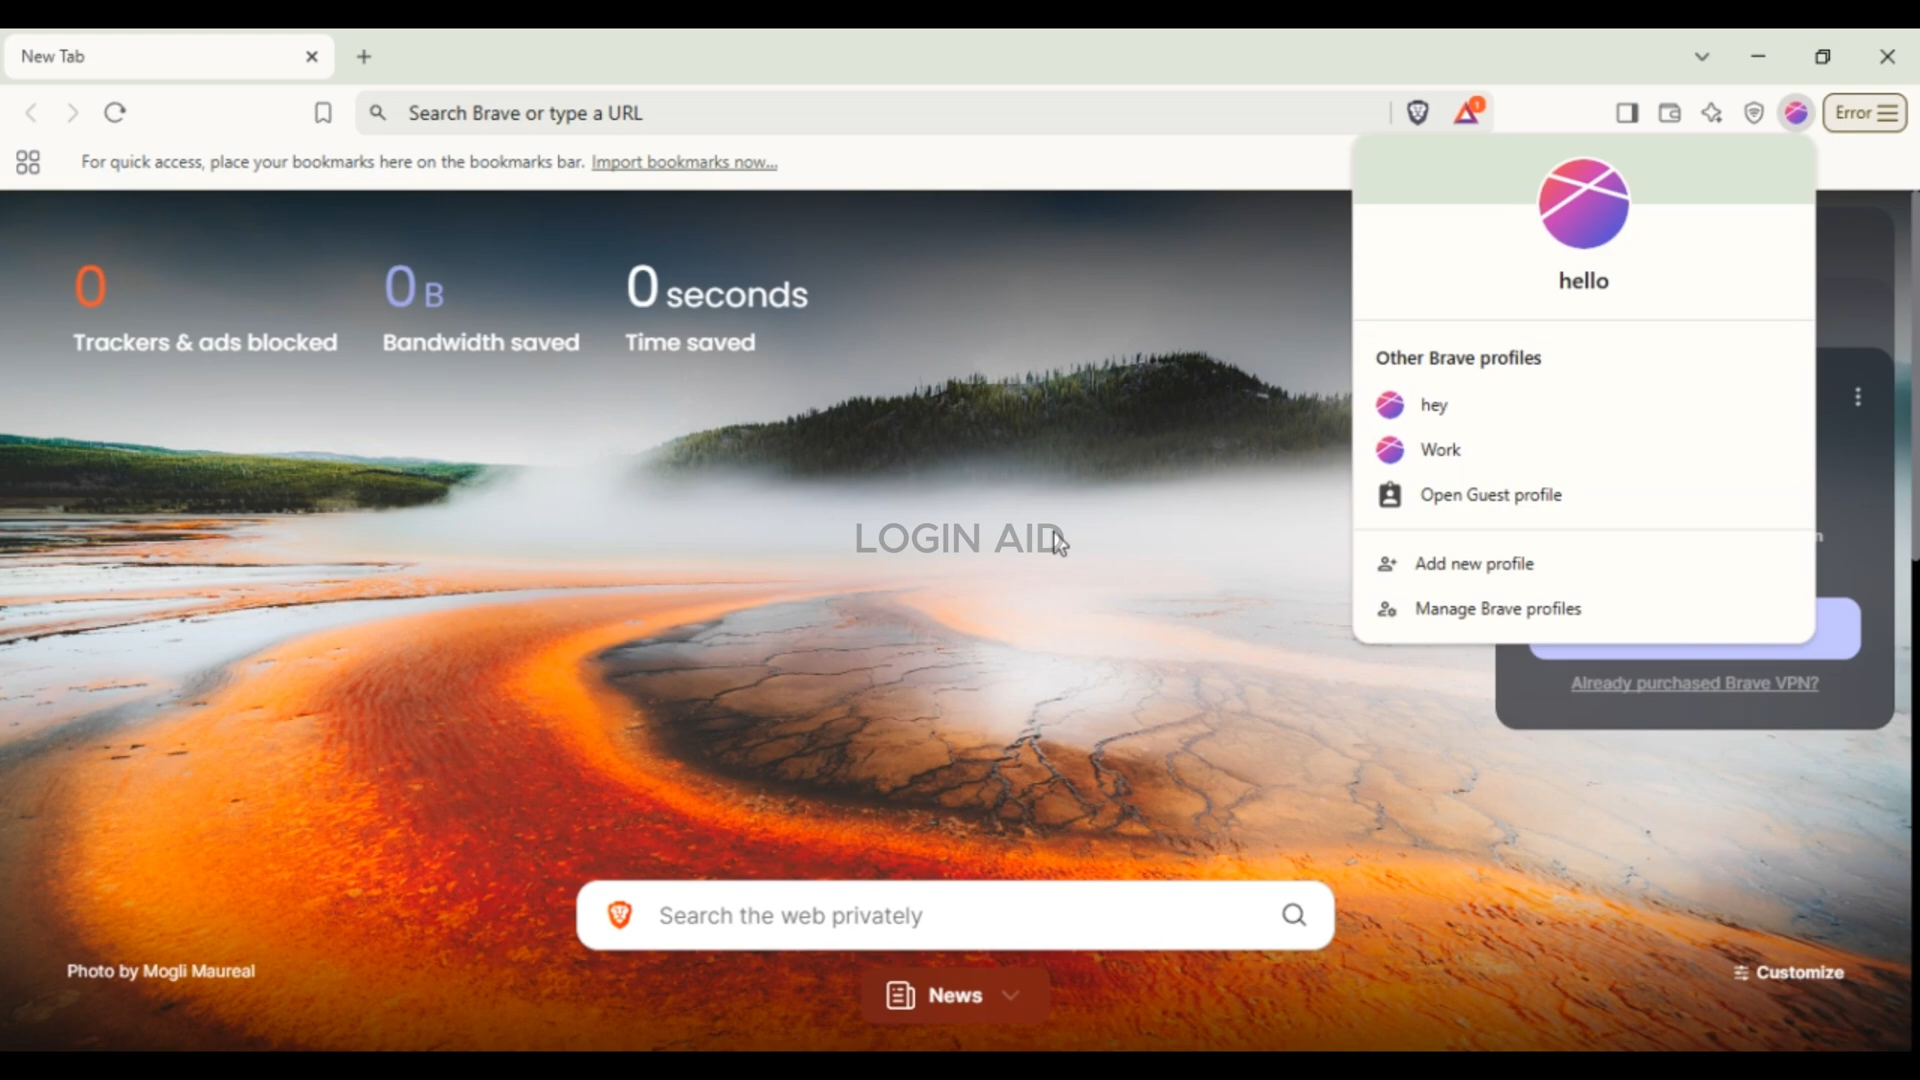 New Tab
Search Brave or type a URL
1
Error
For quick access, place your bookmarks here on the bookmarks bar. Import bookmarks now...
hello
Other Brave profiles
hey
Work
Open Guest profile
Add new profile
Manage Brave profiles
0
Trackers & ads blocked
0 B
Bandwidth saved
0 seconds
Time saved
LOGIN AID
Already purchased Brave VPN?
Search the web privately
Photo by Mogli Maureal
News
Customize